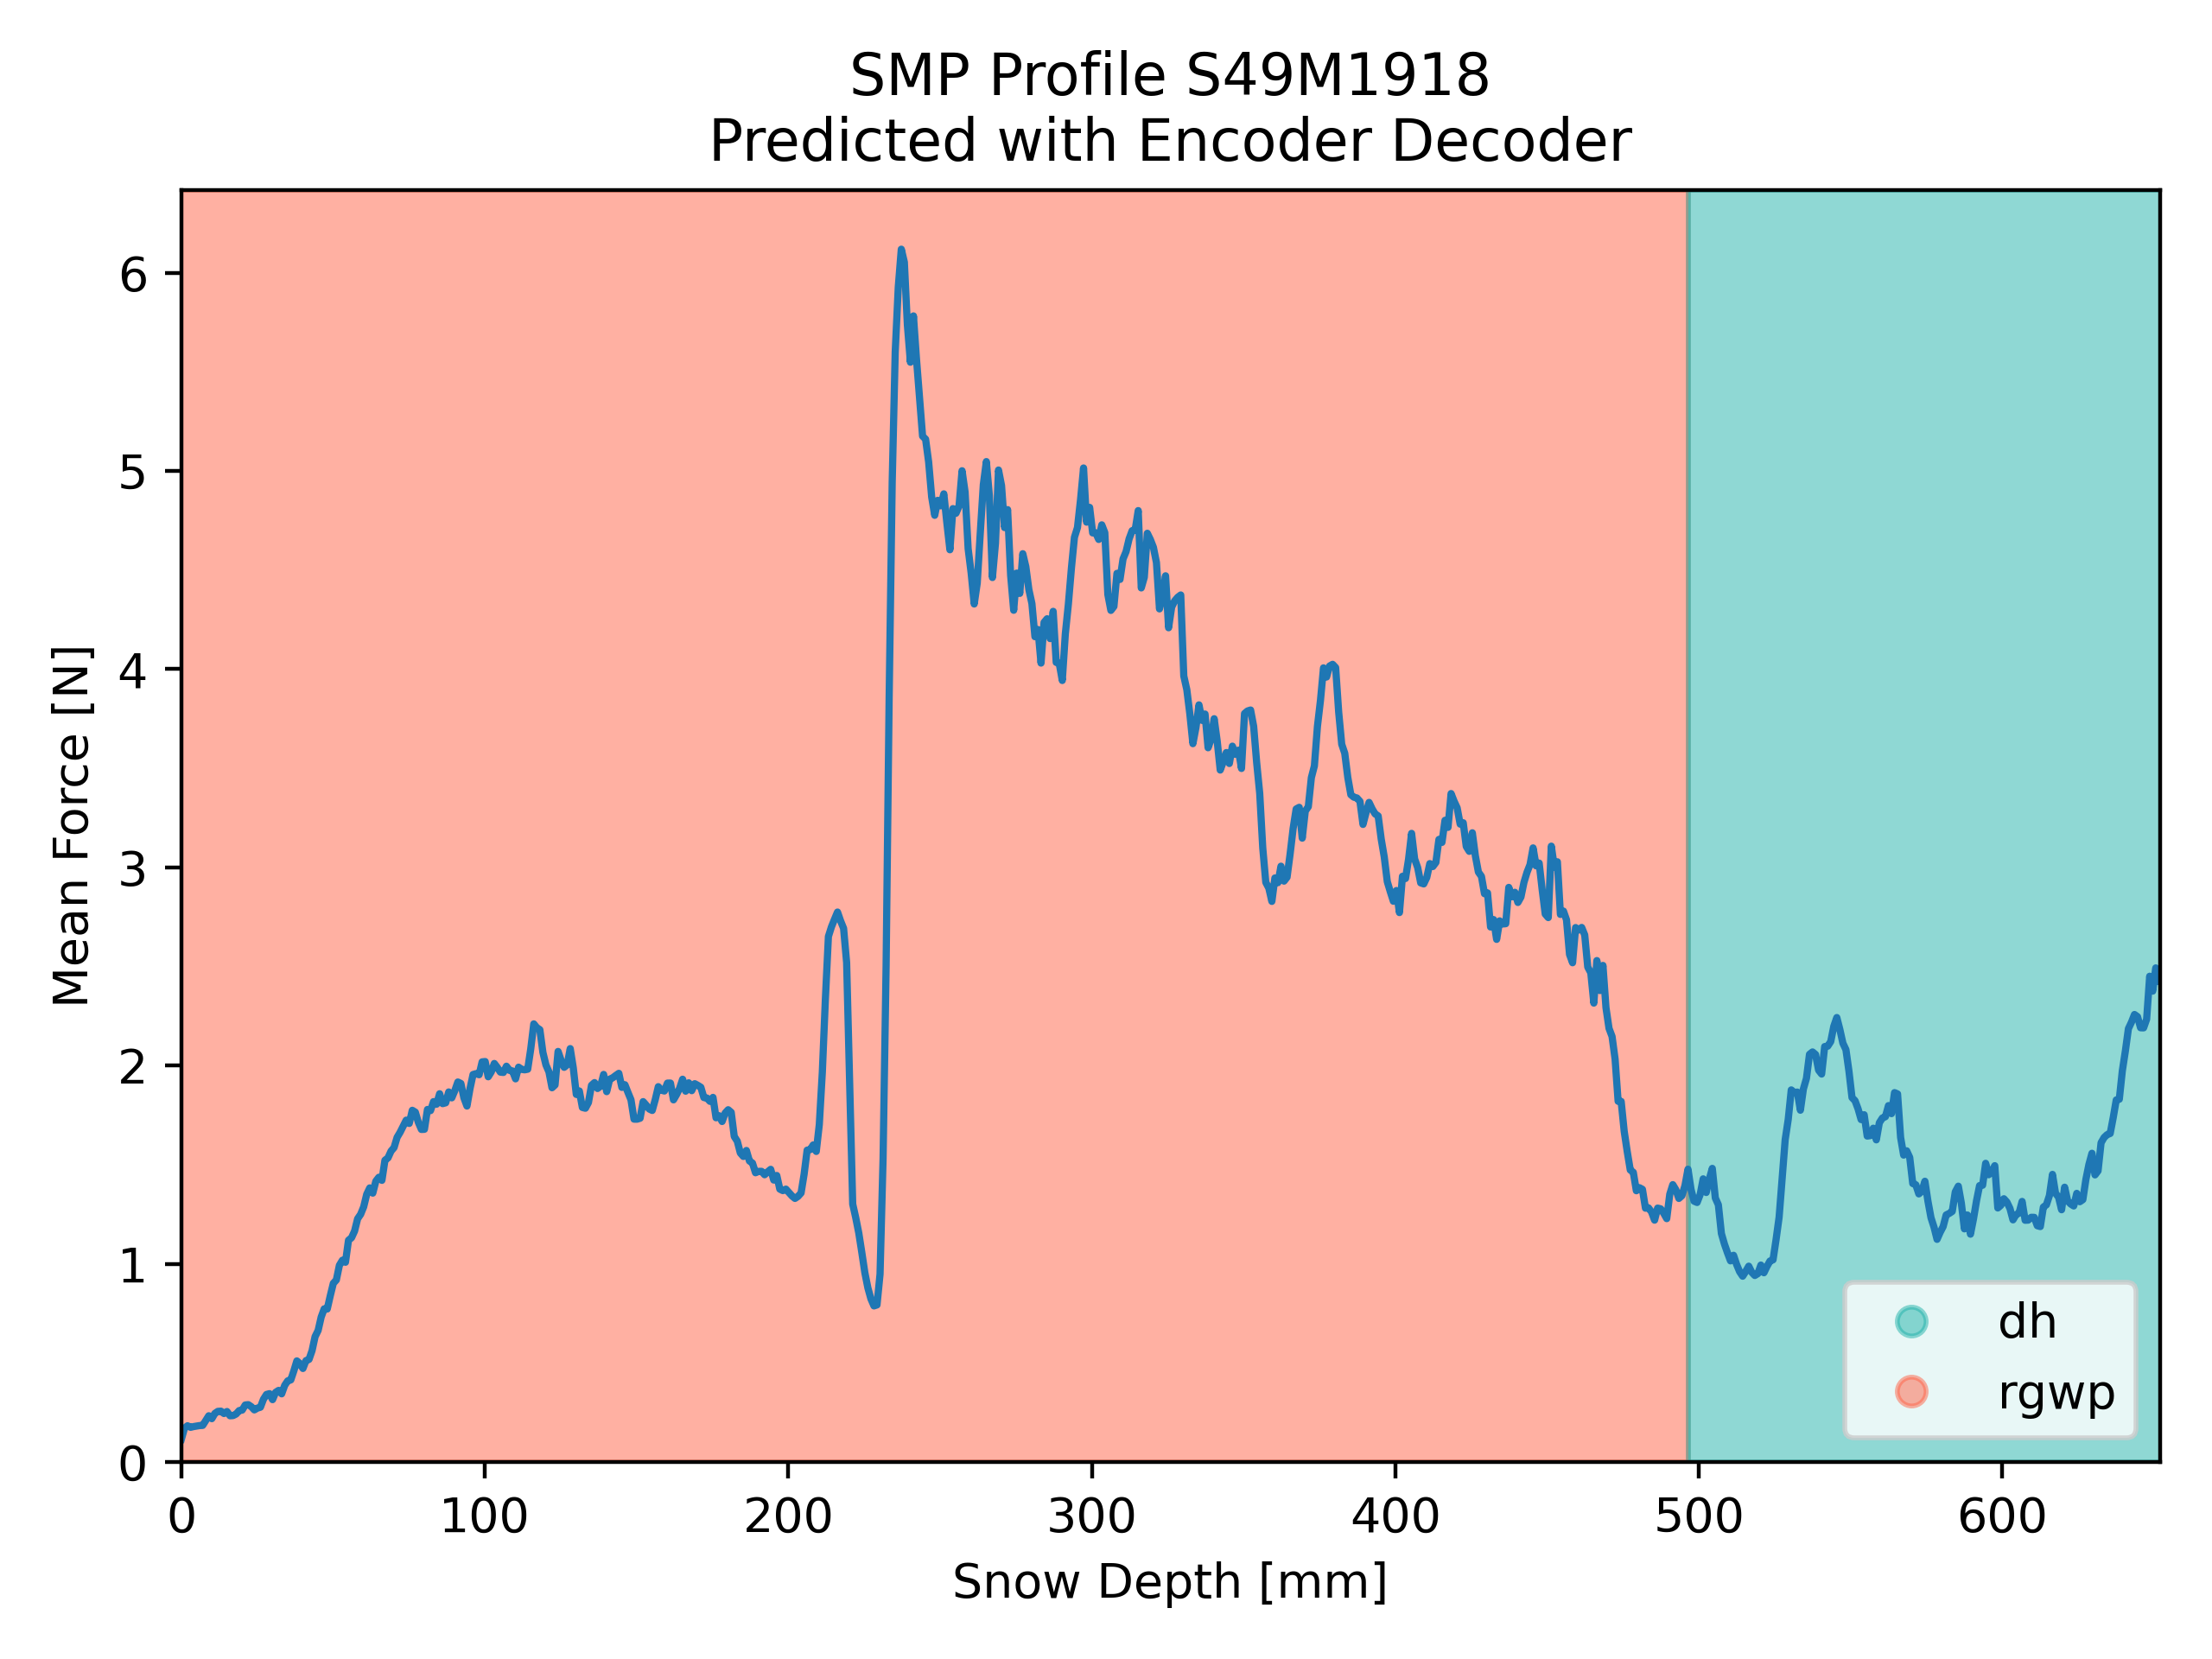 SMP Profile S49M1918
Predicted with Encoder Decoder
Mean Force [N]
6
5
4
3
2
1
0
0 100 200 300 400 500 600
Snow Depth [mm]
dh
rgwp